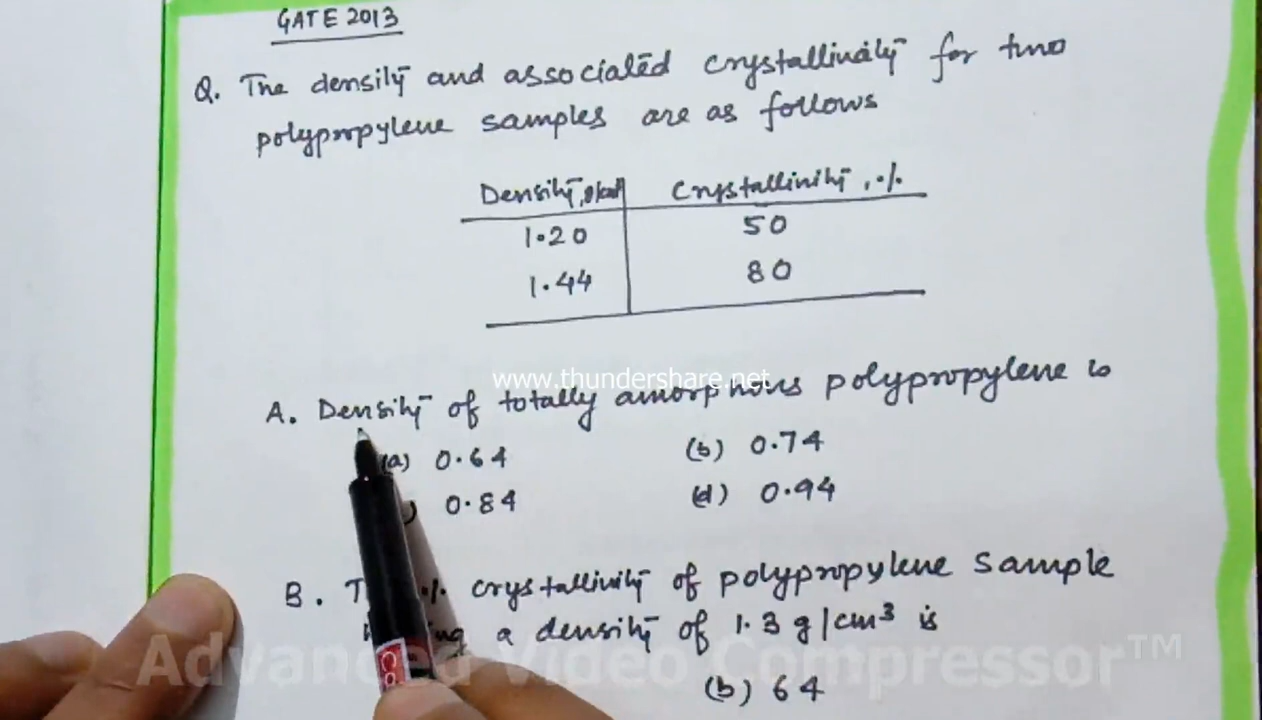 GATE 2013
Q. The density and associated crystallinity for two
polypropylene samples are as follows
Density, Crystallinity, %
1.20 50
1.44 80
www.thundershare.net
A. Density of totally amorphous polypropylene is
(a) 0.64 (b) 0.74
0.84 (d) 0.94
B. % crystallinity of polypropylene sample
a density of 1.3 g/cm³ is
Advanced Video Compressor™
(b) 64